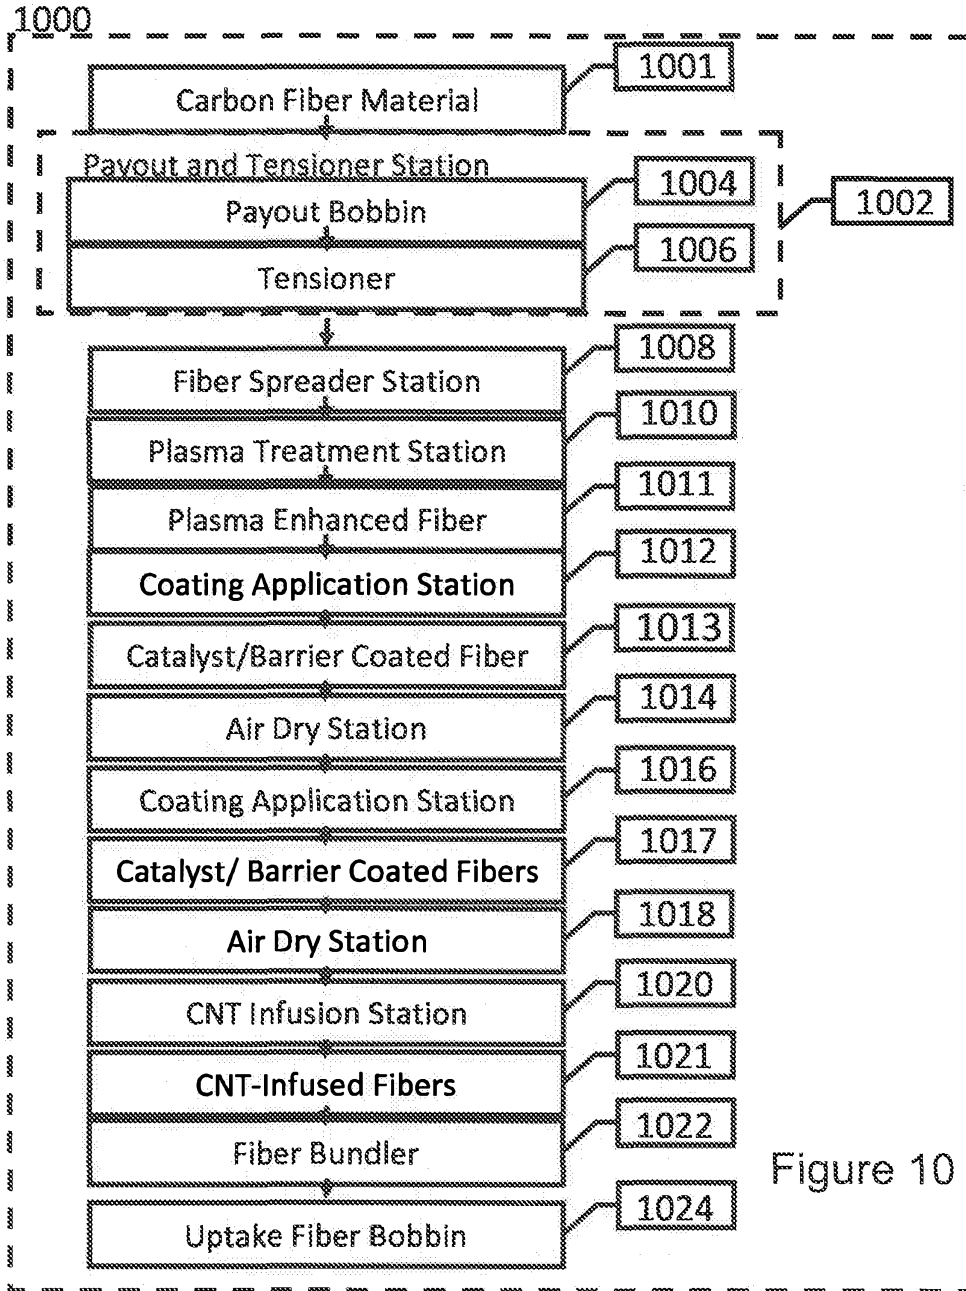 1000
Carbon Fiber Material
1001
Payout and Tensioner Station
1002
Payout Bobbin
1004
Tensioner
1006
Fiber Spreader Station
1008
Plasma Treatment Station
1010
Plasma Enhanced Fiber
1011
Coating Application Station
1012
Catalyst/Barrier Coated Fiber
1013
Air Dry Station
1014
Coating Application Station
1016
Catalyst/ Barrier Coated Fibers
1017
Air Dry Station
1018
CNT Infusion Station
1020
CNT-Infused Fibers
1021
Fiber Bundler
1022
Uptake Fiber Bobbin
1024
Figure 10